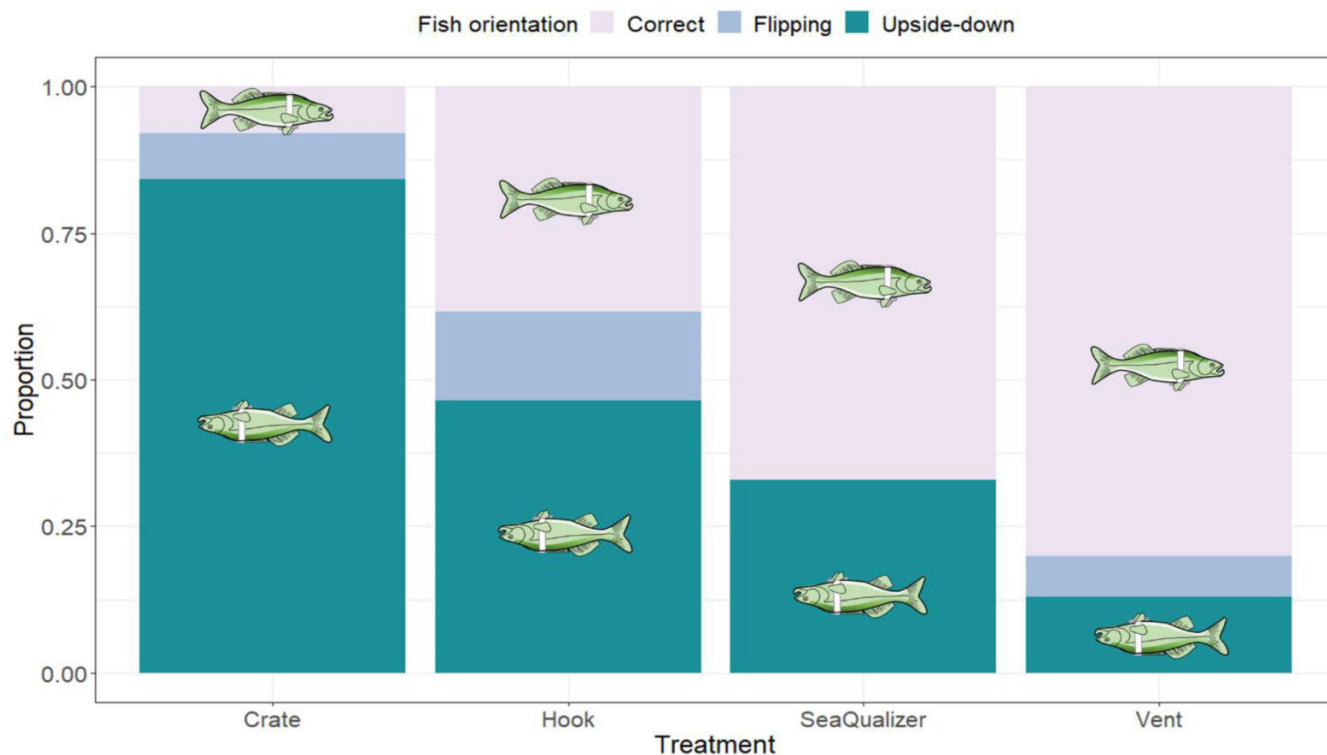 Fish orientation Correct Flipping Upside-down
1.00
0.75
0.50
0.25
0.00
Proportion
Crate Hook SeaQualizer Vent
Treatment